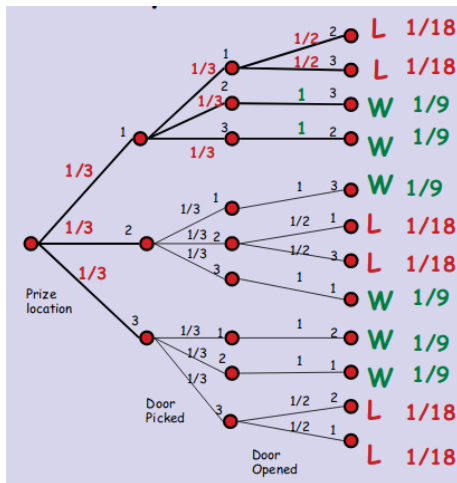 1/2 2 L 1/18
1 1/2 3 L 1/18
1/3 2
1/3 1 3 W 1/9
1 3 1 2 W 1/9
1/3
1/3 1 3 W 1/9
1/3 1
1/3 2 1/3 2 1/2 1 L 1/18
1/3 1/2 3 L 1/18
1/3 3 1 1 W 1/9
Prize
location
3 1/3 1 1 2 W 1/9
1/3 2 1 1 W 1/9
1/3
Door
Picked 3 1/2 2 L 1/18
1/2 1
Door
Opened L 1/18